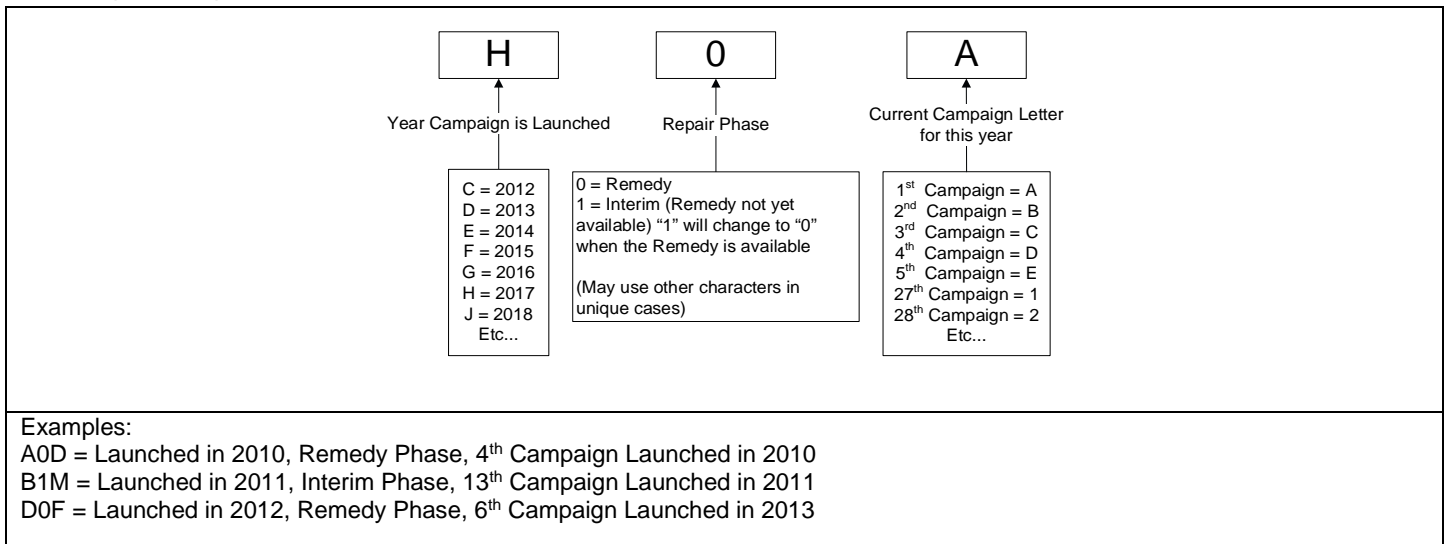 H
0
A
Year Campaign is Launched
Repair Phase
Current Campaign Letter
for this year
C = 2012
D = 2013
E = 2014
F = 2015
G = 2016
H = 2017
J = 2018
Etc...
0 = Remedy
1 = Interim (Remedy not yet
available) “1” will change to “0”
when the Remedy is available
(May use other characters in
unique cases)
1st Campaign = A
2nd Campaign = B
3rd Campaign = C
4th Campaign = D
5th Campaign = E
27th Campaign = 1
28th Campaign = 2
Etc...
Examples:
A0D = Launched in 2010, Remedy Phase, 4th Campaign Launched in 2010
B1M = Launched in 2011, Interim Phase, 13th Campaign Launched in 2011
D0F = Launched in 2012, Remedy Phase, 6th Campaign Launched in 2013